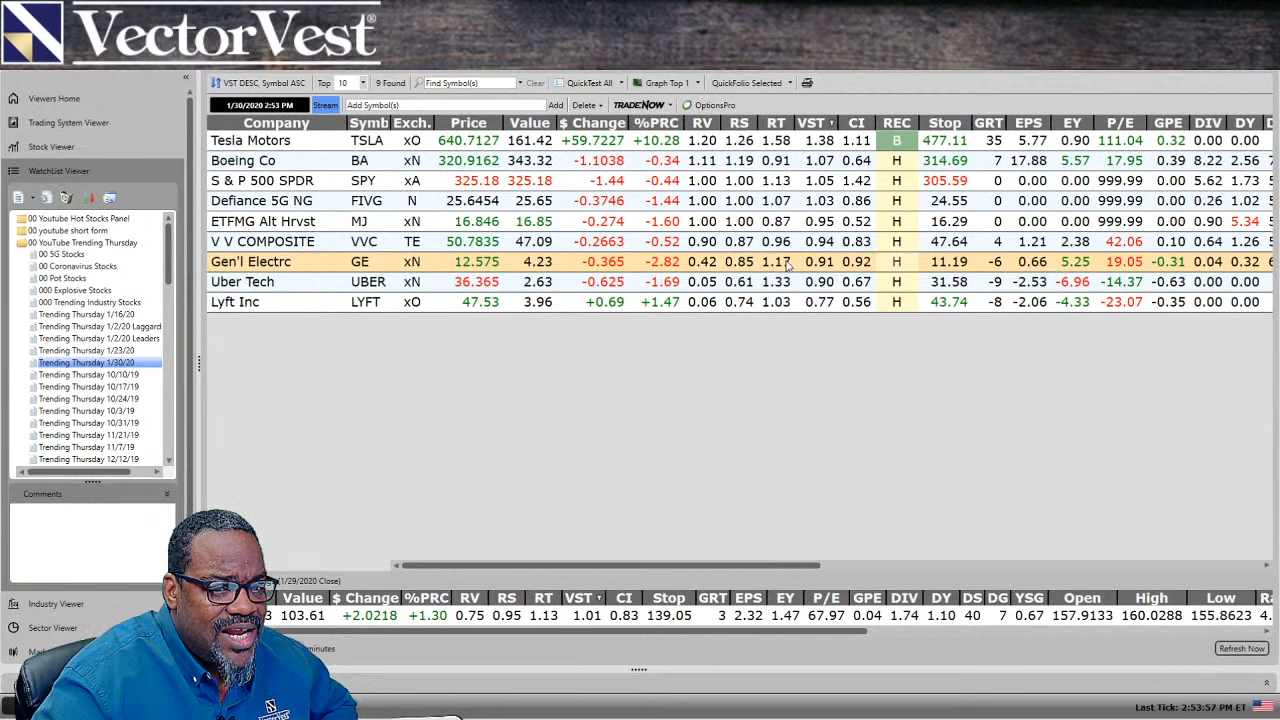 VectorVest®
VST DESC, Symbol ASC Top 10 9 Found Find Symbol(s) Clear QuickTest All Graph Top 1 QuickFolio Selected
1/30/2020 2:53 PM Stream Add Symbol(s) Add Delete TRADENOW OptionsPro
Viewers Home
Trading System Viewer
Stock Viewer
WatchList Viewer
00 Youtube Hot Stocks Panel
00 youtube short form
00 YouTube Trending Thursday
00 5G Stocks
00 Coronavirus Stocks
00 Pot Stocks
000 Explosive Stocks
000 Trending Industry Stocks
Trending Thursday 1/16/20
Trending Thursday 1/2/20 Laggard
Trending Thursday 1/2/20 Leaders
Trending Thursday 1/23/20
Trending Thursday 1/30/20
Trending Thursday 10/10/19
Trending Thursday 10/17/19
Trending Thursday 10/24/19
Trending Thursday 10/3/19
Trending Thursday 10/31/19
Trending Thursday 11/21/19
Trending Thursday 11/7/19
Trending Thursday 12/12/19
Comments
Industry Viewer
Sector Viewer
Company Symb Exch. Price Value $ Change %PRC RV RS RT VST CI REC Stop GRT EPS EY P/E GPE DIV DY
Tesla Motors TSLA xO 640.7127 161.42 +59.7227 +10.28 1.20 1.26 1.58 1.38 1.11 B 477.11 35 5.77 0.90 111.04 0.32 0.00 0.00
Boeing Co BA xN 320.9162 343.32 -1.1038 -0.34 1.11 1.19 0.91 1.07 0.64 H 314.69 7 17.88 5.57 17.95 0.39 8.22 2.56
S & P 500 SPDR SPY xA 325.18 325.18 -1.44 -0.44 1.00 1.00 1.13 1.05 1.42 H 305.59 0 0.00 0.00 999.99 0.00 5.62 1.73
Defiance 5G NG FIVG N 25.6454 25.65 -0.3746 -1.44 1.00 1.00 1.07 1.03 0.86 H 24.55 0 0.00 0.00 999.99 0.00 0.26 1.00
ETFMG Alt Hrvst MJ xN 16.846 16.85 -0.274 -1.60 1.00 1.00 0.87 0.95 0.52 H 16.29 0 0.00 0.00 999.99 0.00 0.90 5.34
V V COMPOSITE VVC TE 50.7835 47.09 -0.2663 -0.52 0.90 0.87 0.96 0.94 0.83 H 47.64 4 1.21 2.38 42.06 0.10 0.64 1.26
Gen'l Electrc GE xN 12.575 4.23 -0.365 -2.82 0.42 0.85 1.17 0.91 0.92 H 11.19 -6 0.66 5.25 19.05 -0.31 0.04 0.32
Uber Tech UBER xN 36.365 2.63 -0.625 -1.69 0.05 0.61 1.33 0.90 0.67 H 31.58 -9 -2.53 -6.96 -14.37 -0.63 0.00 0.00
Lyft Inc LYFT xO 47.53 3.96 +0.69 +1.47 0.06 0.74 1.03 0.77 0.56 H 43.74 -8 -2.06 -4.33 -23.07 -0.35 0.00 0.00
(1/29/2020 Close)
Value $ Change %PRC RV RS RT VST CI Stop GRT EPS EY P/E GPE DIV DY DS DG YSG Open High Low
103.61 +2.0218 +1.30 0.75 0.95 1.13 1.01 0.83 139.05 3 2.32 1.47 67.97 0.04 1.74 1.10 40 7 0.67 157.9133 160.0288 155.8623 4.
minutes
Refresh Now
Last Tick: 2:53:57 PM ET